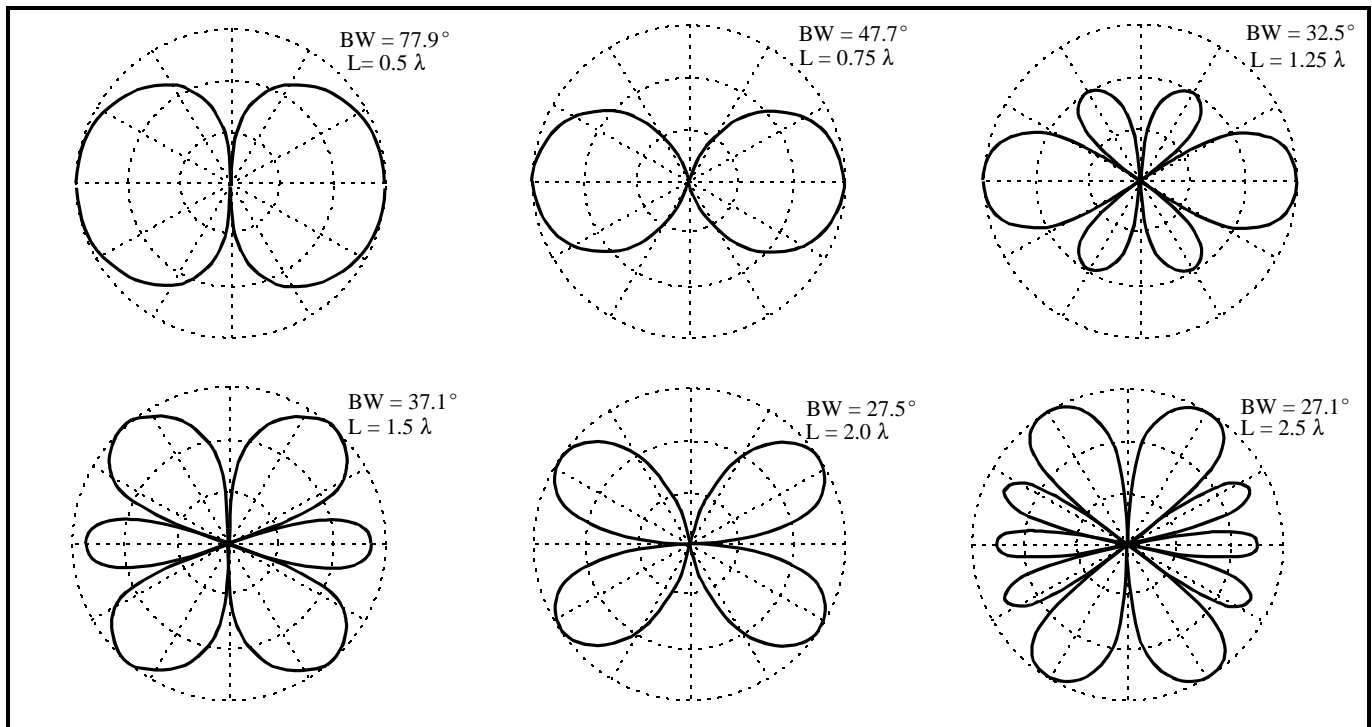 BW = 77.9°
L= 0.5 λ
BW = 47.7°
L = 0.75 λ
BW = 32.5°
L = 1.25 λ
BW = 37.1°
L = 1.5 λ
BW = 27.5°
L = 2.0 λ
BW = 27.1°
L = 2.5 λ